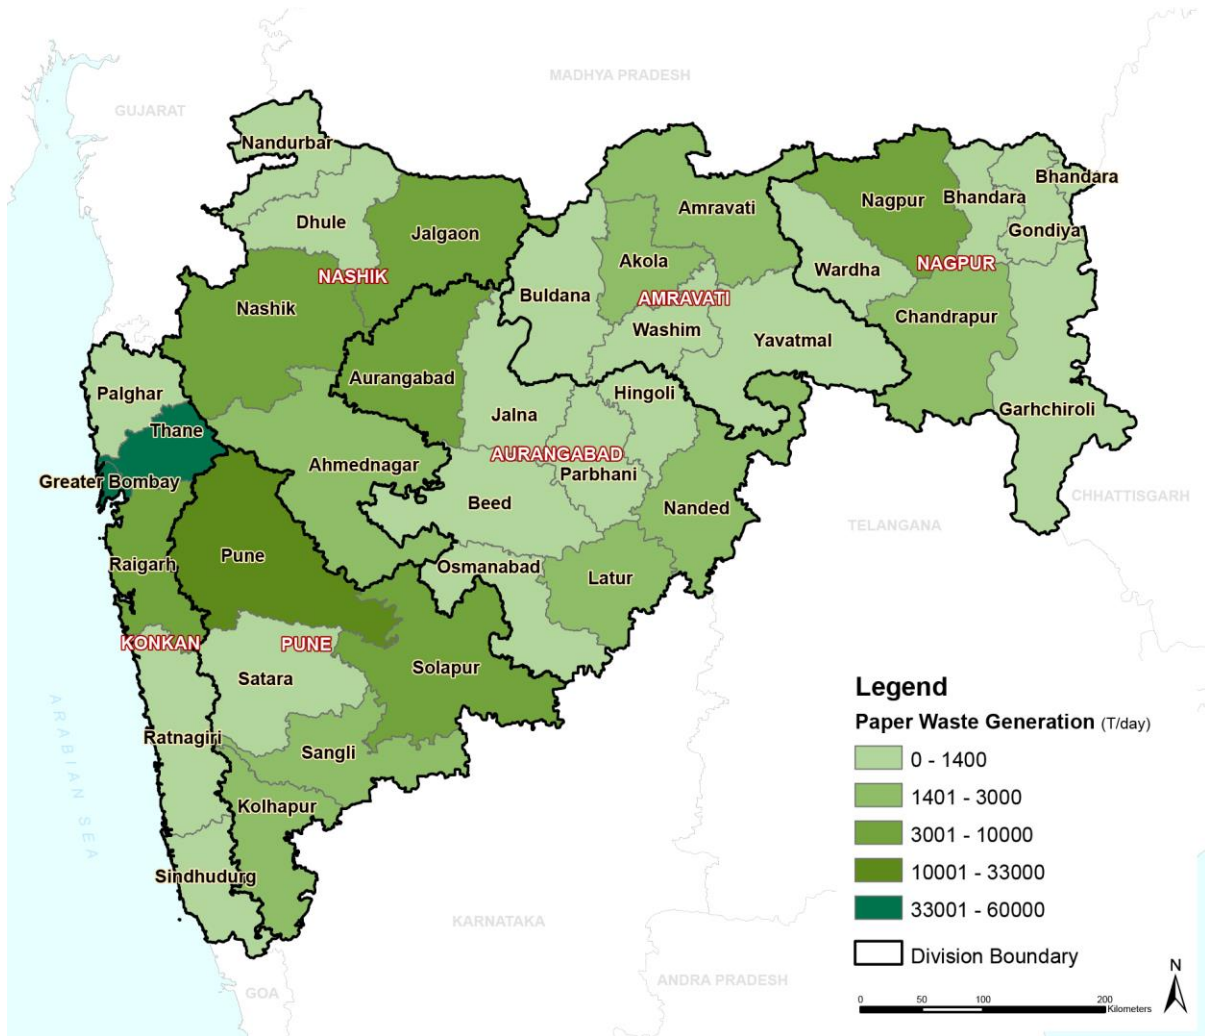 MADHYA PRADESH
GUJARAT
Nandurbar
Bhandara
Bhandara
Amravati
Nagpur
Dhule
Jalgaon
Gondiya
Akola
Wardha
NAGPUR
NASHIK
Buldana
AMRAVATI
Nashik
Chandrapur
Washim
Yavatmal
Aurangabad
Palghar
Hingoli
Jalna
Garhchiroli
Thane
AURANGABAD
Ahmednagar
Parbhani
Greater Bombay
CHHATTISGARH
Beed
Nanded
TELANGANA
Pune
Raigarh
Osmanabad
Latur
KONKAN
PUNE
Solapur
Satara
ARABIAN SEA
Ratnagiri
Sangli
Kolhapur
Sindhudurg
KARNATAKA
ANDRA PRADESH
GOA
Legend
Paper Waste Generation (T/day)
0 - 1400
1401 - 3000
3001 - 10000
10001 - 33000
33001 - 60000
Division Boundary
N
0 50 100 200
Kilometers